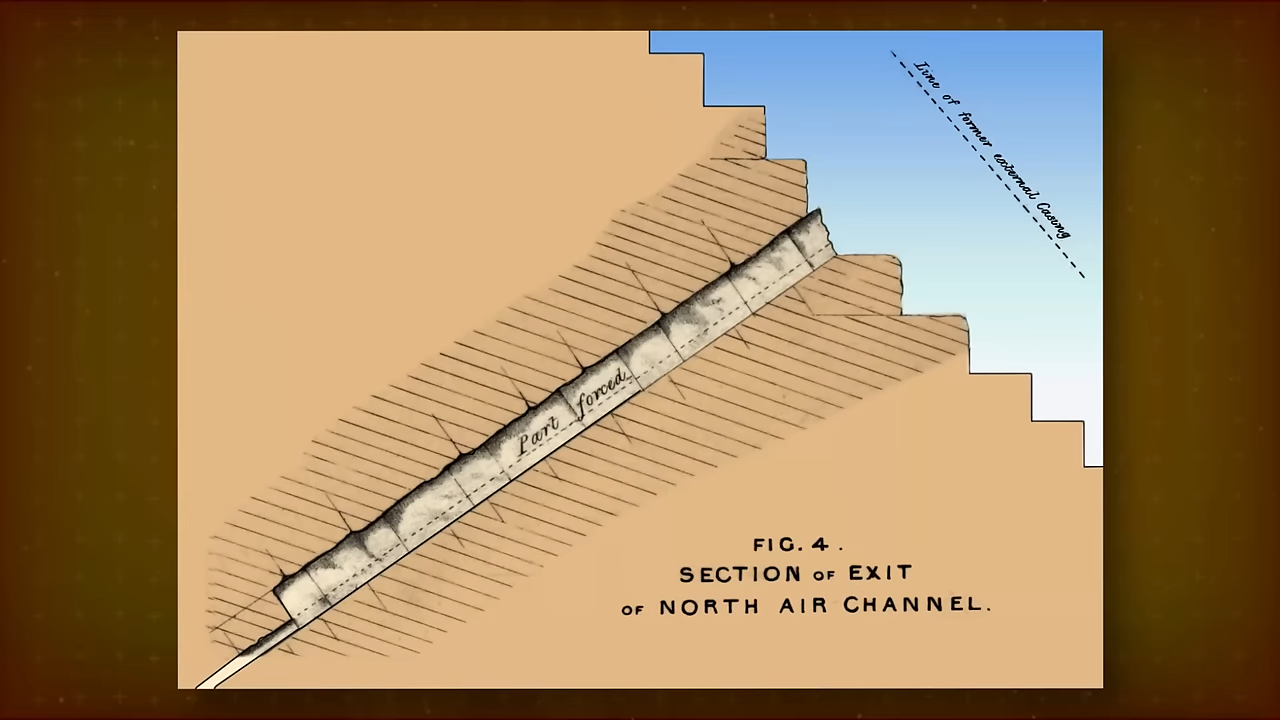 Line of former external Casing
Part forced
FIG. 4.
SECTION OF EXIT
OF NORTH AIR CHANNEL.